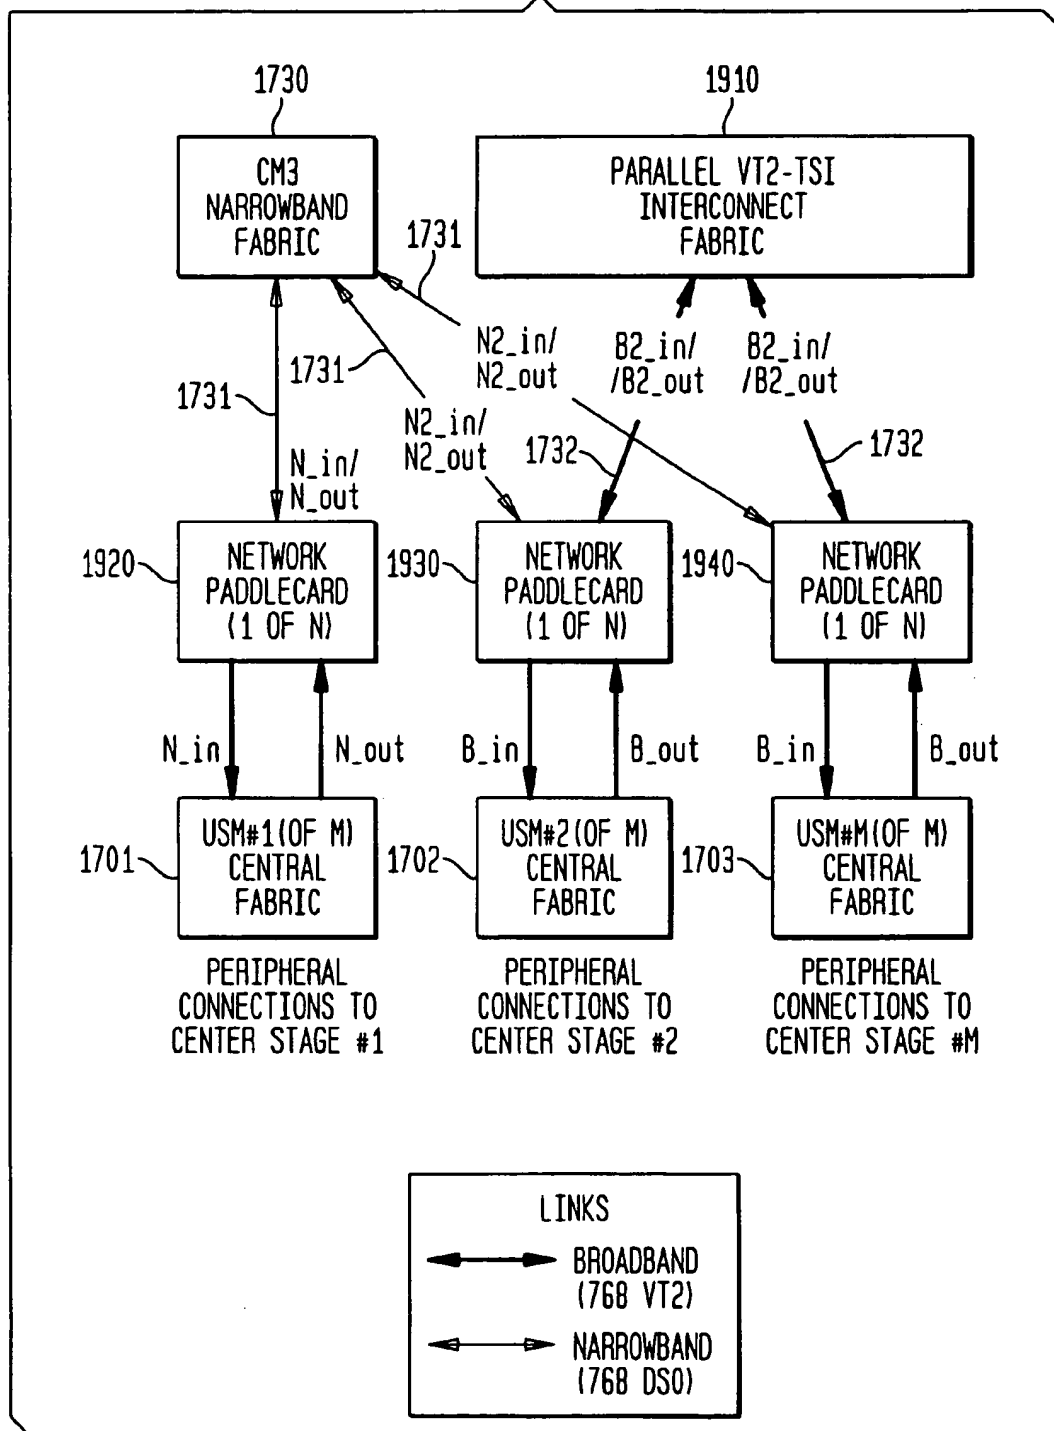 1730
1910
CM3
NARROWBAND
FABRIC
PARALLEL VT2-TSI
INTERCONNECT
FABRIC
1731
1731
1731
N2_in/
N2_out
B2_in/
/B2_out
B2_in/
/B2_out
N2_in/
N2_out
1732
1732
N_in/
N_out
1920
NETWORK
PADDLECARD
(1 OF N)
1930
NETWORK
PADDLECARD
(1 OF N)
1940
NETWORK
PADDLECARD
(1 OF N)
N_in
N_out
B_in
B_out
B_in
B_out
1701
USM#1(OF M)
CENTRAL
FABRIC
1702
USM#2(OF M)
CENTRAL
FABRIC
1703
USM#M(OF M)
CENTRAL
FABRIC
PERIPHERAL
CONNECTIONS TO
CENTER STAGE #1
PERIPHERAL
CONNECTIONS TO
CENTER STAGE #2
PERIPHERAL
CONNECTIONS TO
CENTER STAGE #M
LINKS
BROADBAND
(768 VT2)
NARROWBAND
(768 DS0)